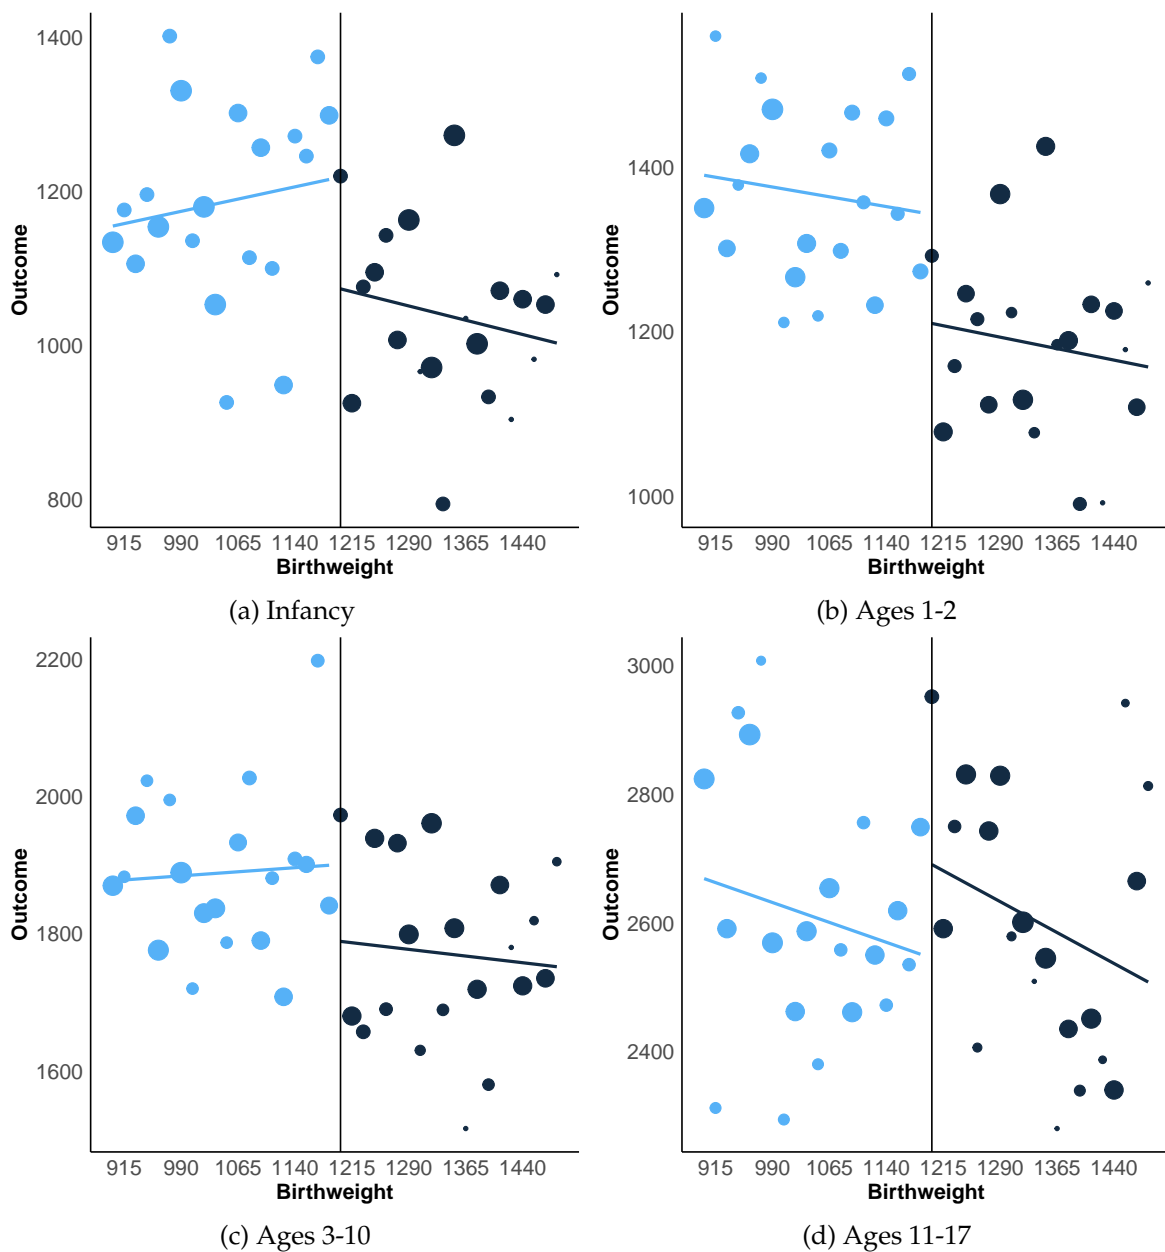 1400
1200
1000
800
Outcome
915 990 1065 1140 1215 1290 1365 1440
Birthweight
(a) Infancy
1400
1200
1000
Outcome
915 990 1065 1140 1215 1290 1365 1440
Birthweight
(b) Ages 1-2
2200
2000
1800
1600
Outcome
915 990 1065 1140 1215 1290 1365 1440
Birthweight
(c) Ages 3-10
3000
2800
2600
2400
Outcome
915 990 1065 1140 1215 1290 1365 1440
Birthweight
(d) Ages 11-17